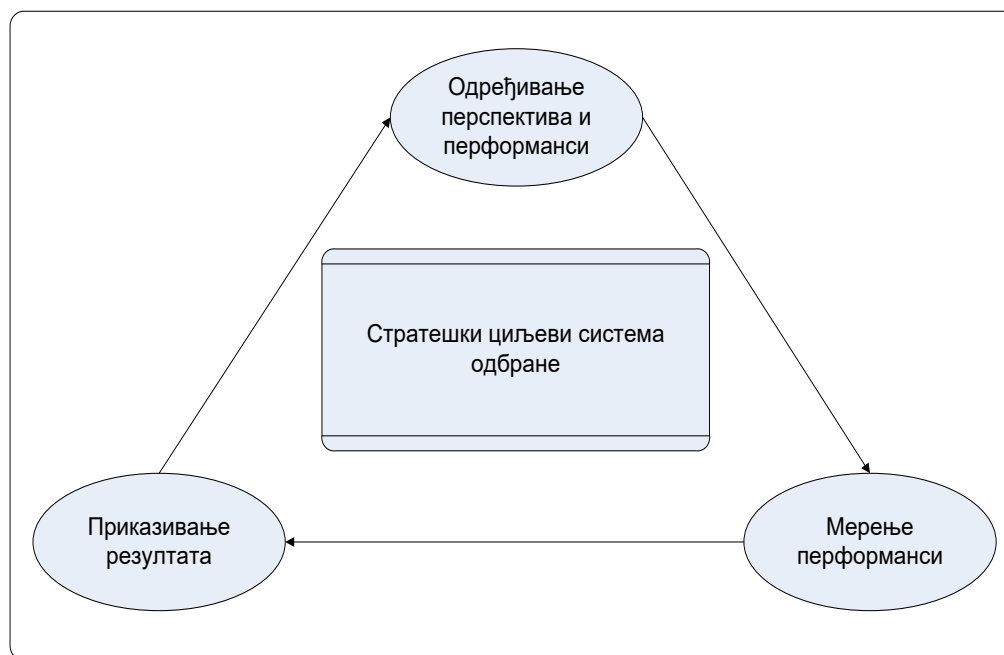 Одређивање
перспектива и
перформанси
Стратешки циљеви система
одбране
Приказивање
резултата
Мерење
перформанси